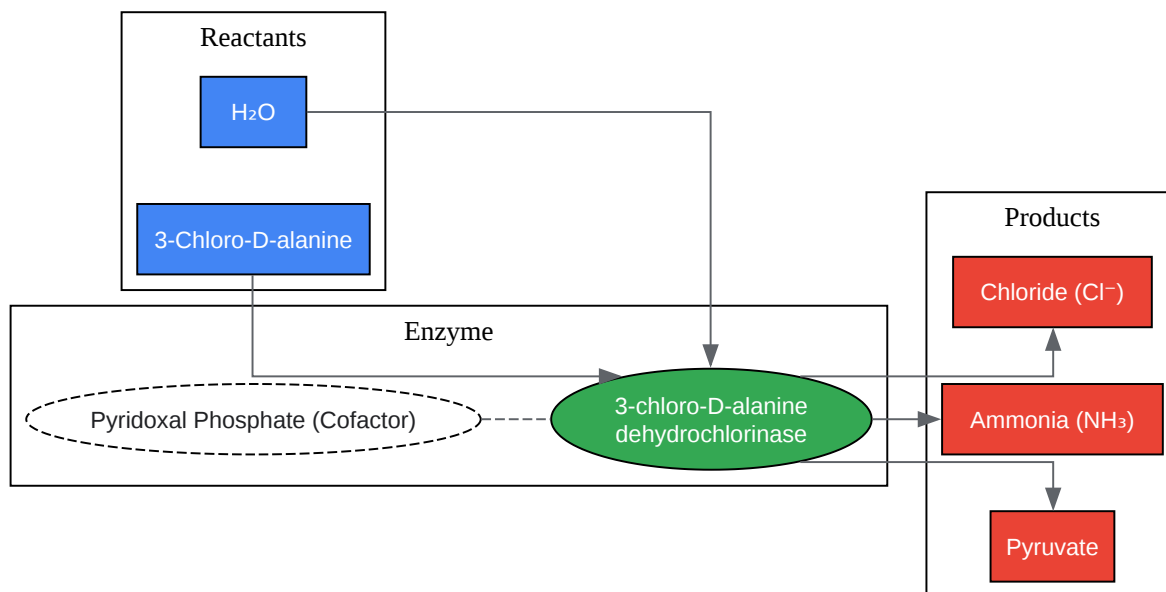 Reactants
H₂O
3-Chloro-D-alanine
Enzyme
Pyridoxal Phosphate (Cofactor)
3-chloro-D-alanine
dehydrochlorinase
Products
Chloride (Cl⁻)
Ammonia (NH₃)
Pyruvate